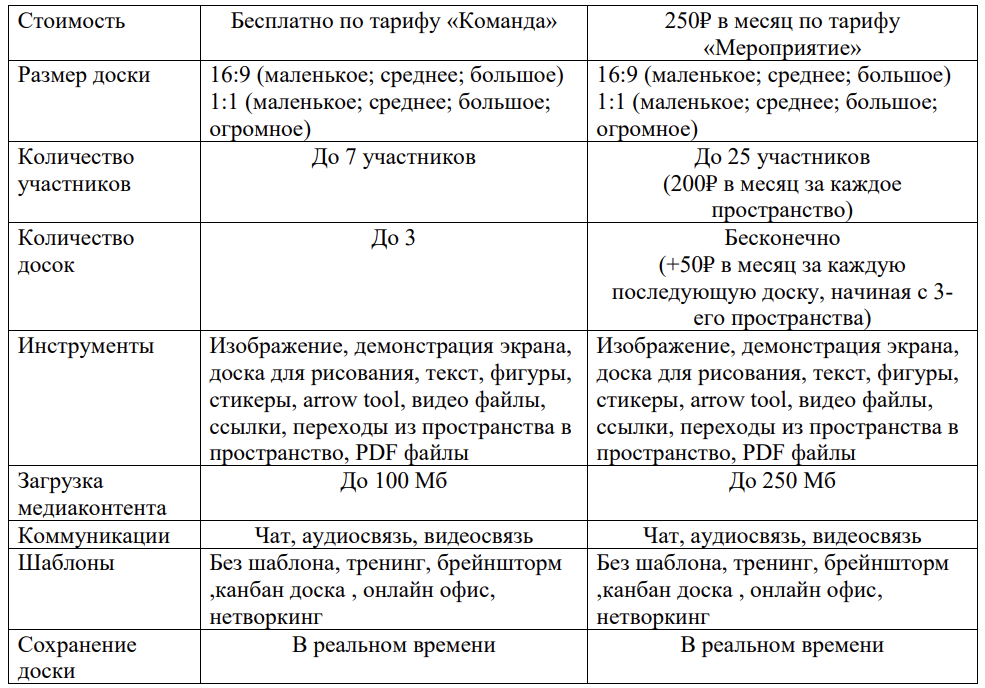 Стоимость
Бесплатно по тарифу «Команда»
250₽ в месяц по тарифу
«Мероприятие»
Размер доски
16:9 (маленькое; среднее; большое)
1:1 (маленькое; среднее; большое;
огромное)
16:9 (маленькое; среднее; большое)
1:1 (маленькое; среднее; большое;
огромное)
Количество
участников
До 7 участников
До 25 участников
(200₽ в месяц за каждое
пространство)
Количество
досок
До 3
Бесконечно
(+50₽ в месяц за каждую
последующую доску, начиная с 3-
его пространства)
Инструменты
Изображение, демонстрация экрана,
доска для рисования, текст, фигуры,
стикеры, arrow tool, видео файлы,
ссылки, переходы из пространства в
пространство, PDF файлы
Изображение, демонстрация экрана,
доска для рисования, текст, фигуры,
стикеры, arrow tool, видео файлы,
ссылки, переходы из пространства в
пространство, PDF файлы
Загрузка
медиаконтента
До 100 Мб
До 250 Мб
Коммуникации
Чат, аудиосвязь, видеосвязь
Чат, аудиосвязь, видеосвязь
Шаблоны
Без шаблона, тренинг, брейншторм
,канбан доска , онлайн офис,
нетворкинг
Без шаблона, тренинг, брейншторм
,канбан доска , онлайн офис,
нетворкинг
Сохранение
доски
В реальном времени
В реальном времени